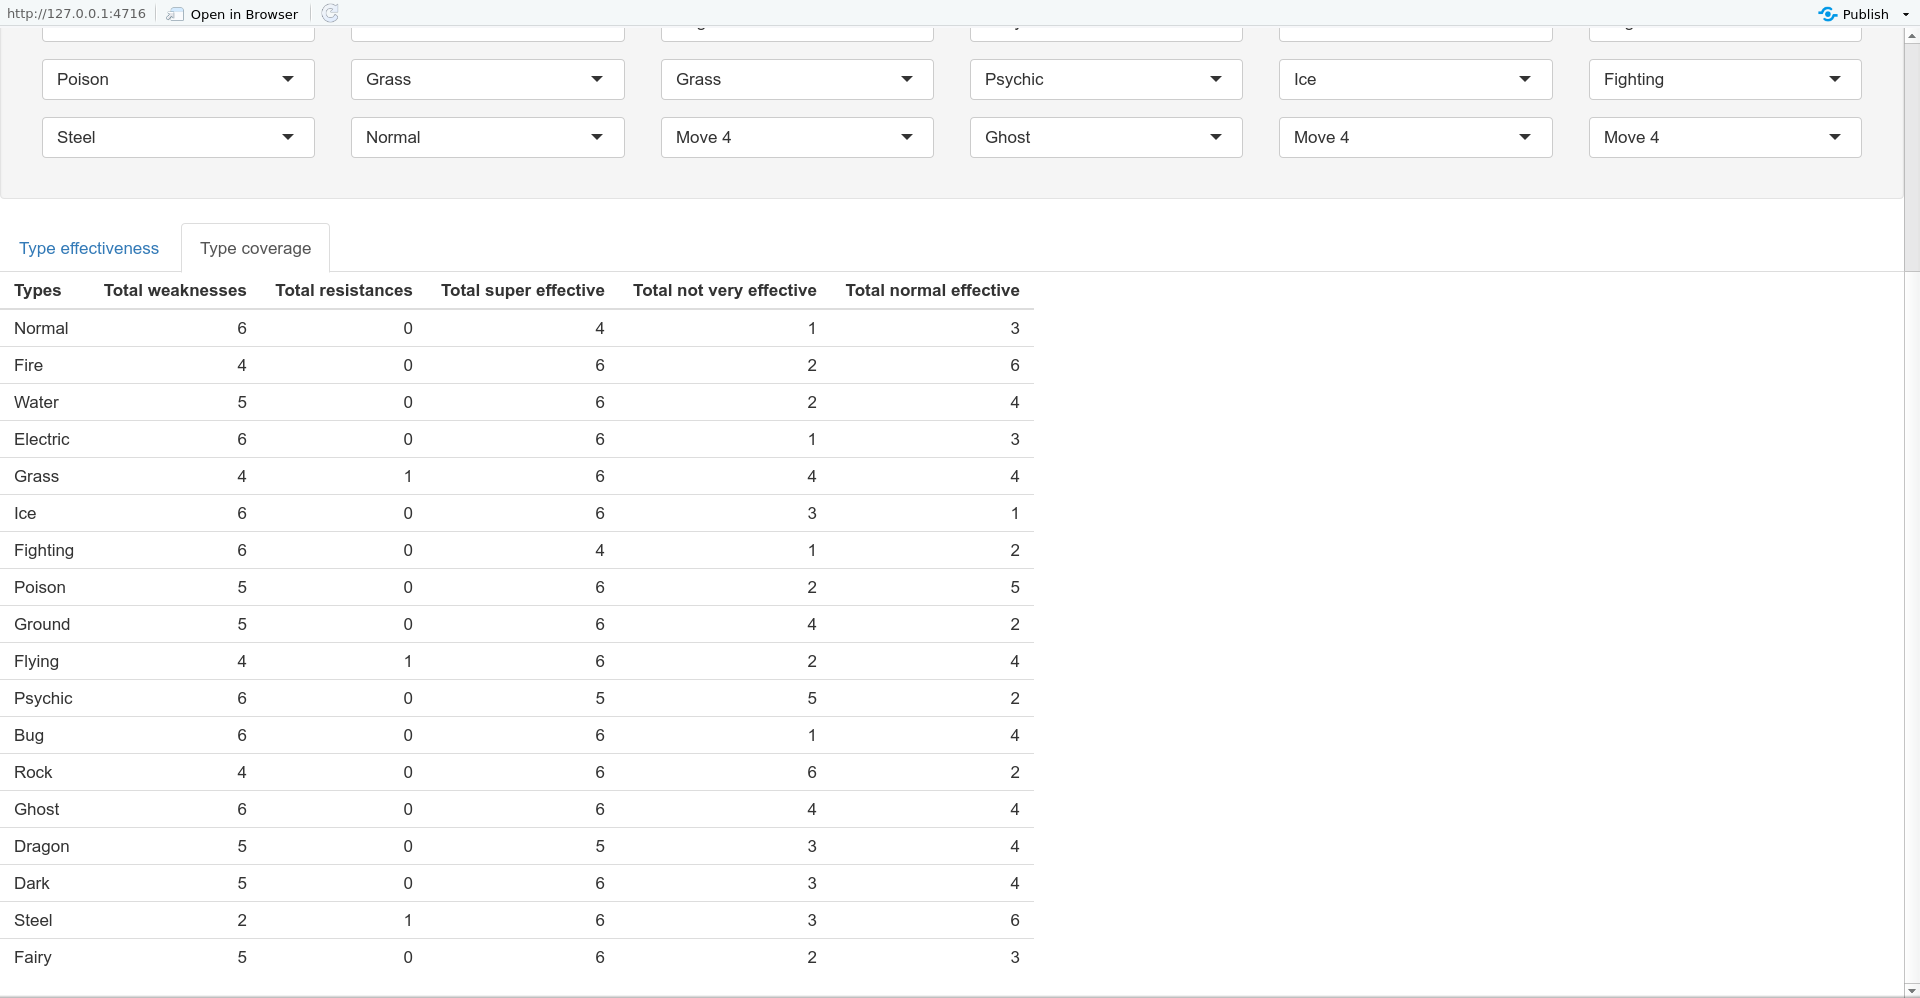 http://127.0.0.1:4716 Open in Browser Publish
Poison Grass Grass Psychic Ice Fighting
Steel Normal Move 4 Ghost Move 4 Move 4
Type effectiveness Type coverage
Types Total weaknesses Total resistances Total super effective Total not very effective Total normal effective
Normal 6 0 4 1 3
Fire 4 0 6 2 6
Water 5 0 6 2 4
Electric 6 0 6 1 3
Grass 4 1 6 4 4
Ice 6 0 6 3 1
Fighting 6 0 4 1 2
Poison 5 0 6 2 5
Ground 5 0 6 4 2
Flying 4 1 6 2 4
Psychic 6 0 5 5 2
Bug 6 0 6 1 4
Rock 4 0 6 6 2
Ghost 6 0 6 4 4
Dragon 5 0 5 3 4
Dark 5 0 6 3 4
Steel 2 1 6 3 6
Fairy 5 0 6 2 3